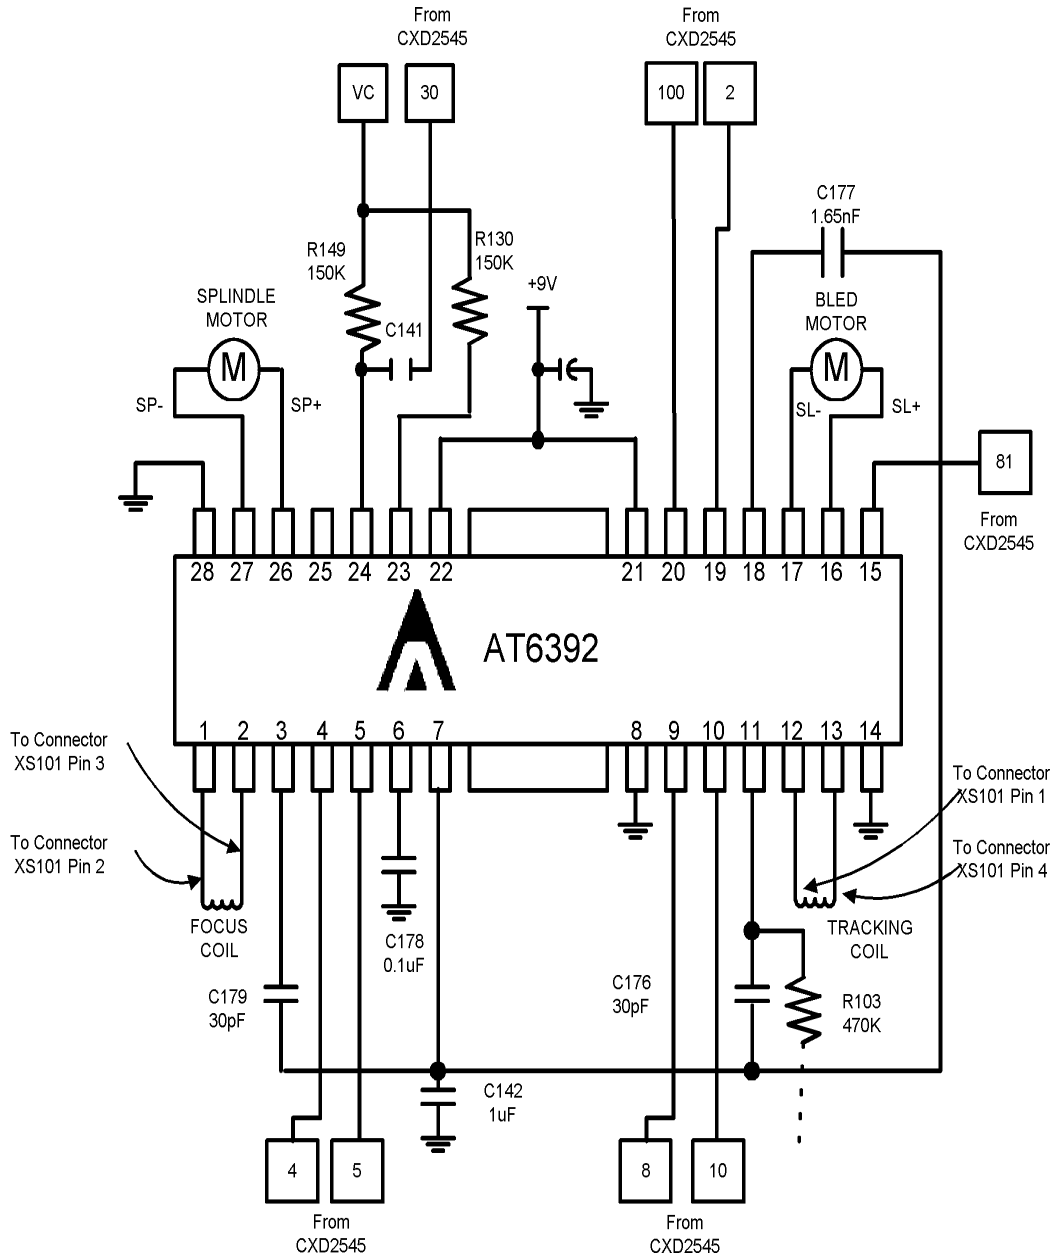 From
CXD2545
From
CXD2545
VC
30
100
2
C177
1.65nF
R149
150K
R130
150K
+9V
SPLINDLE
MOTOR
C141
BLED
MOTOR
M
M
SP-
SP+
SL-
SL+
81
From
CXD2545
28 27 26 25 24 23 22 21 20 19 18 17 16 15
AT6392
1 2 3 4 5 6 7 8 9 10 11 12 13 14
To Connector
XS101 Pin 3
To Connector
XS101 Pin 1
To Connector
XS101 Pin 2
To Connector
XS101 Pin 4
FOCUS
COIL
TRACKING
COIL
C178
0.1uF
C179
30pF
C176
30pF
R103
470K
C142
1uF
4
5
8
10
From
CXD2545
From
CXD2545